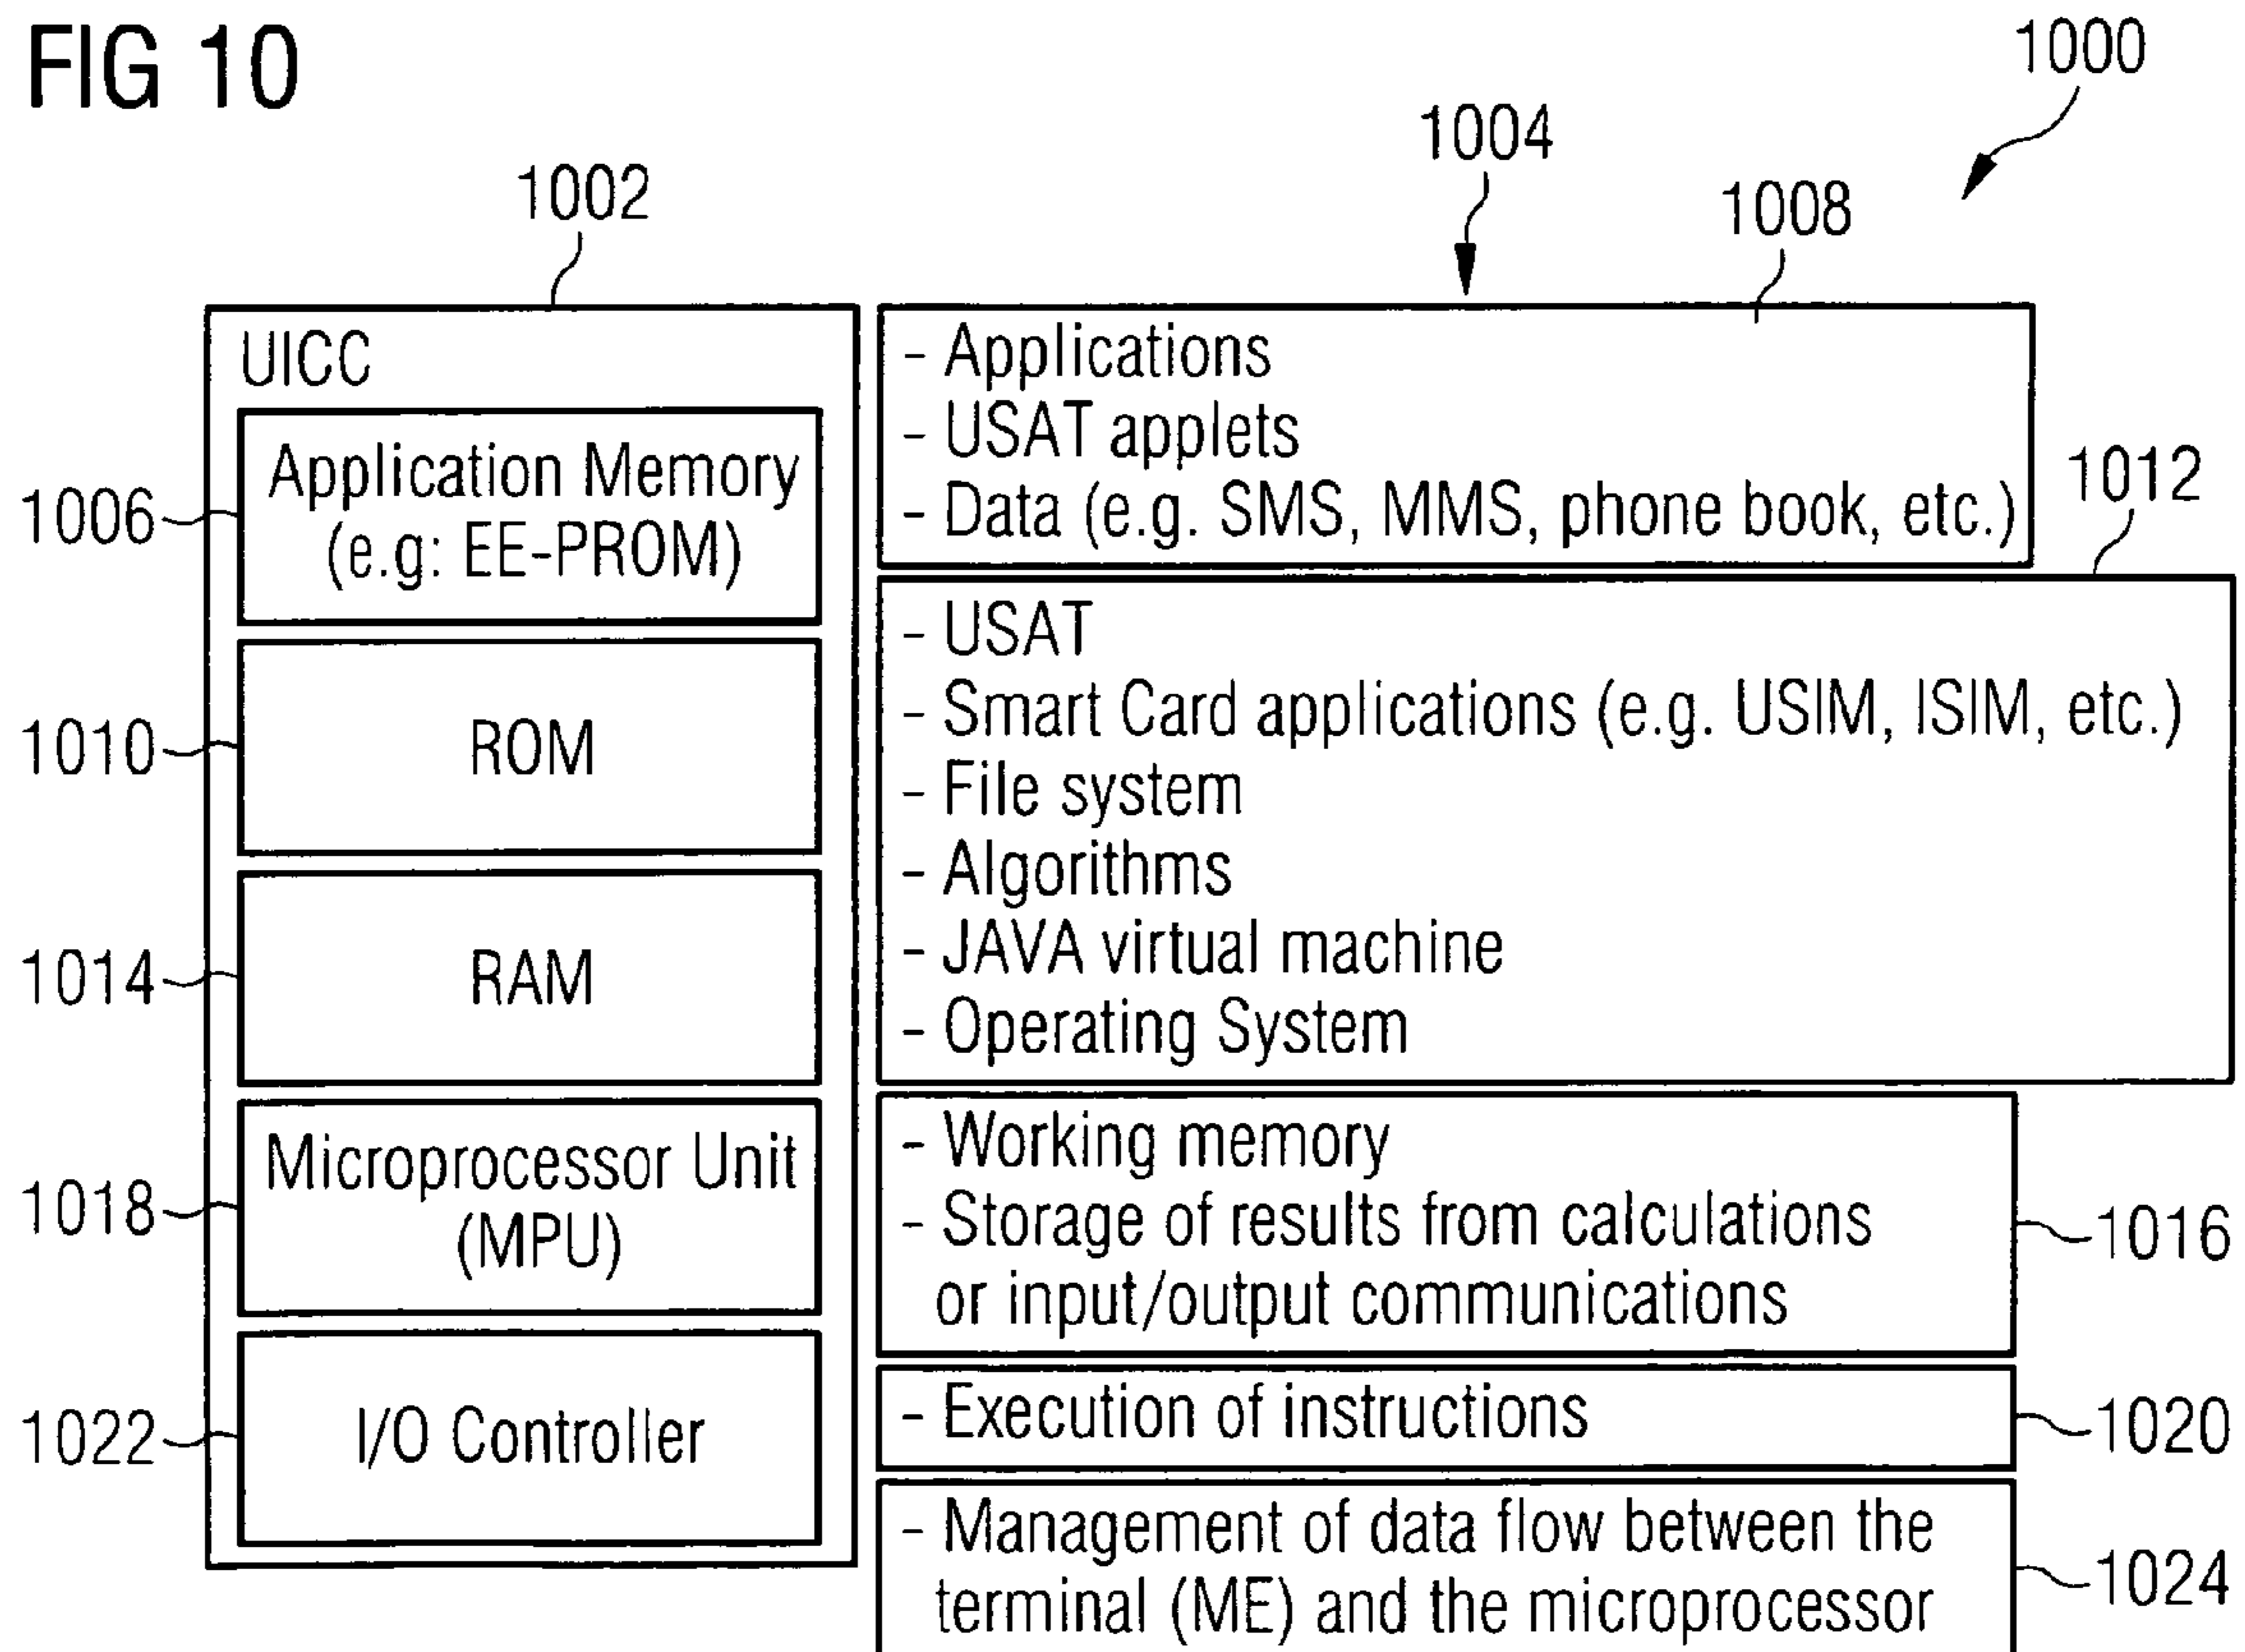 FIG 10
1000
1004
1002
1008
UICC
Application Memory
(e.g: EE-PROM)
1006
ROM
1010
RAM
1014
Microprocessor Unit
(MPU)
1018
I/O Controller
1022
- Applications
- USAT applets
- Data (e.g. SMS, MMS, phone book, etc.)
1012
- USAT
- Smart Card applications (e.g. USIM, ISIM, etc.)
- File system
- Algorithms
- JAVA virtual machine
- Operating System
- Working memory
- Storage of results from calculations
or input/output communications
1016
- Execution of instructions
1020
- Management of data flow between the
terminal (ME) and the microprocessor
1024